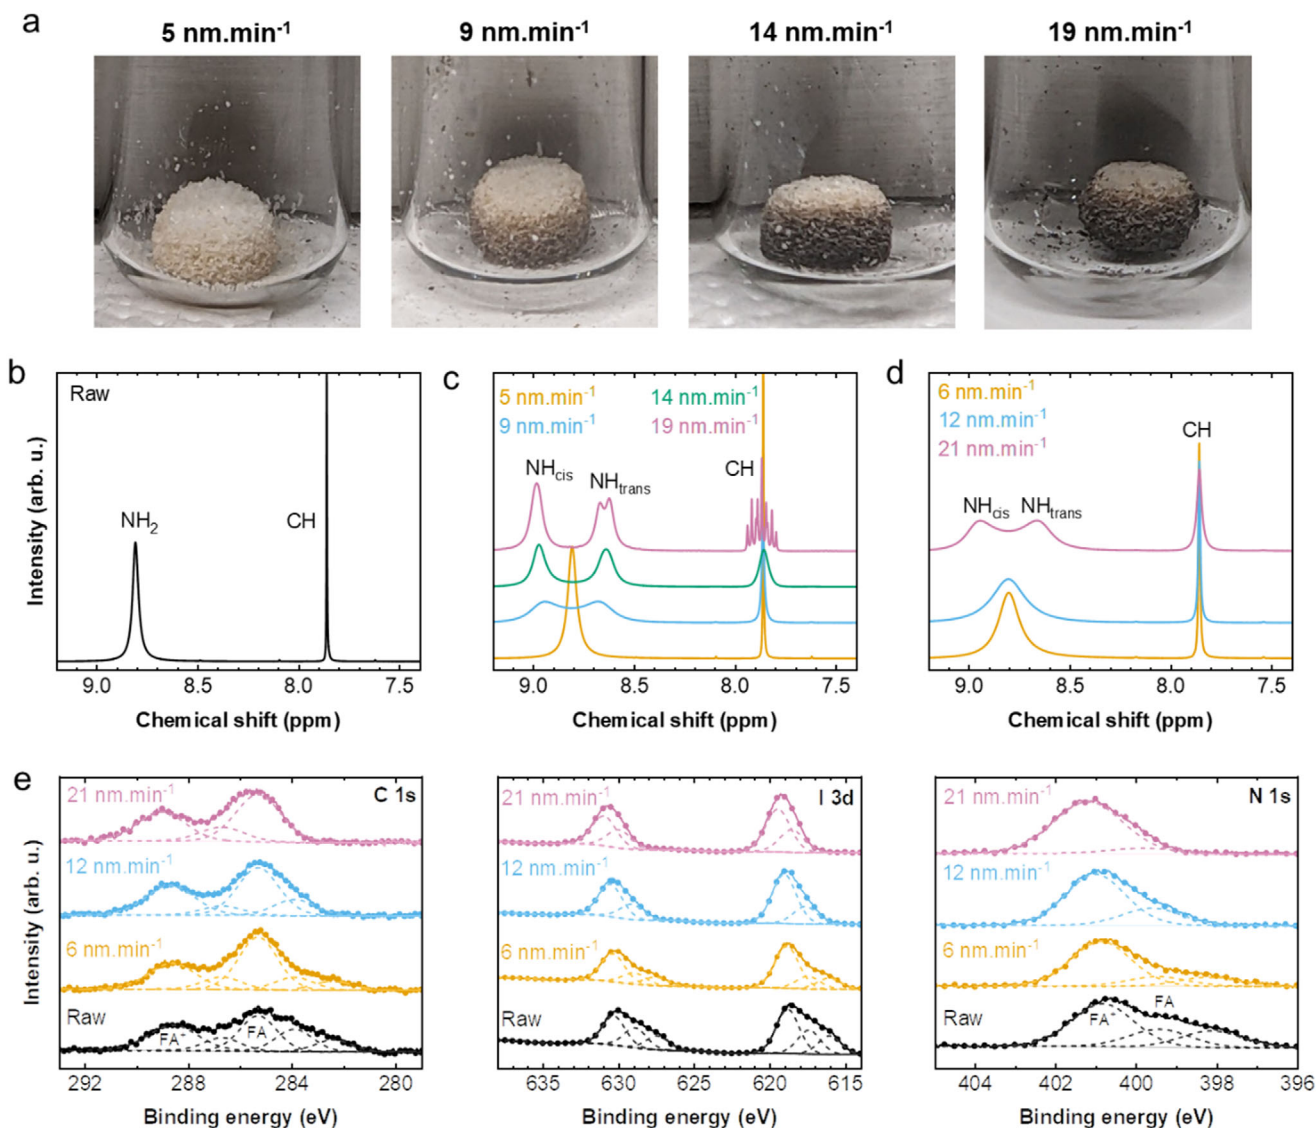 a
5 nm.min⁻¹
9 nm.min⁻¹
14 nm.min⁻¹
19 nm.min⁻¹
b
Raw
NH₂
CH
Intensity (arb. u.)
9.0 8.5 8.0 7.5
Chemical shift (ppm)
c
5 nm.min⁻¹
14 nm.min⁻¹
9 nm.min⁻¹
19 nm.min⁻¹
NHcis
NHtrans
CH
9.0 8.5 8.0 7.5
Chemical shift (ppm)
d
6 nm.min⁻¹
12 nm.min⁻¹
21 nm.min⁻¹
CH
NHcis
NHtrans
9.0 8.5 8.0 7.5
Chemical shift (ppm)
e
21 nm.min⁻¹
C 1s
12 nm.min⁻¹
6 nm.min⁻¹
Raw
FA
FA
Intensity (arb. u.)
292 288 284 280
Binding energy (eV)
21 nm.min⁻¹
I 3d
12 nm.min⁻¹
6 nm.min⁻¹
Raw
635 630 625 620 614
Binding energy (eV)
21 nm.min⁻¹
N 1s
12 nm.min⁻¹
6 nm.min⁻¹
Raw
FA
FA
404 402 400 398 396
Binding energy (eV)